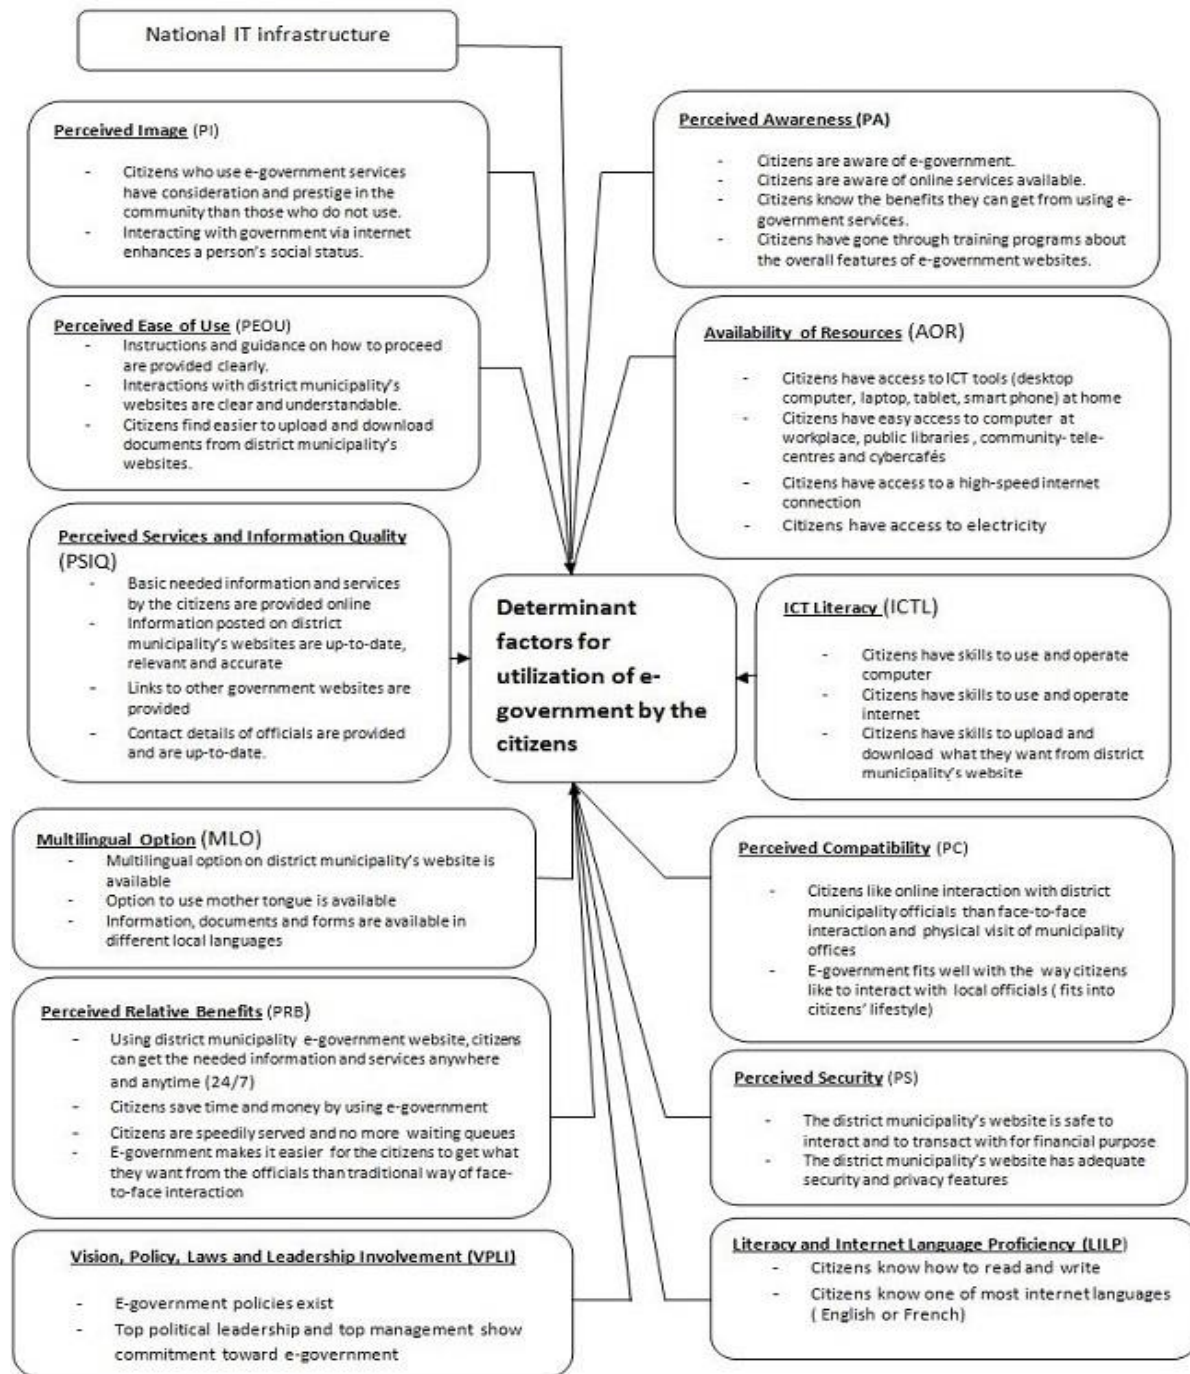 National IT infrastructure
Perceived Image (PI)
- Citizens who use e-government services
have consideration and prestige in the
community than those who do not use.
- Interacting with government via internet
enhances a person's social status.
Perceived Awareness (PA)
- Citizens are aware of e-government.
- Citizens are aware of online services available.
- Citizens know the benefits they can get from using e-
government services.
- Citizens have gone through training programs about
the overall features of e-government websites.
Perceived Ease of Use (PEOU)
- Instructions and guidance on how to proceed
are provided clearly.
- Interactions with district municipality's
websites are clear and understandable.
- Citizens find easier to upload and download
documents from district municipality's
websites.
Availability of Resources (AOR)
- Citizens have access to ICT tools (desktop
computer, laptop, tablet, smart phone) at home
- Citizens have easy access to computer at
workplace, public libraries , community- tele-
centres and cybercafés
- Citizens have access to a high-speed internet
connection
- Citizens have access to electricity
Perceived Services and Information Quality
(PSIQ)
- Basic needed information and services
by the citizens are provided online
- Information posted on district
municipality's websites are up-to-date,
relevant and accurate
- Links to other government websites are
provided
- Contact details of officials are provided
and are up-to-date.
Determinant
factors for
utilization of e-
government by the
citizens
ICT Literacy (ICTL)
- Citizens have skills to use and operate
computer
- Citizens have skills to use and operate
internet
- Citizens have skills to upload and
download what they want from district
municipality's website
Multilingual Option (MLO)
- Multilingual option on district municipality's website is
available
- Option to use mother tongue is available
- Information, documents and forms are available in
different local languages
Perceived Compatibility (PC)
- Citizens like online interaction with district
municipality officials than face-to-face
interaction and physical visit of municipality
offices
- E-government fits well with the way citizens
like to interact with local officials ( fits into
citizens' lifestyle)
Perceived Relative Benefits (PRB)
- Using district municipality e-government website, citizens
can get the needed information and services anywhere
and anytime (24/7)
- Citizens save time and money by using e-government
- Citizens are speedily served and no more waiting queues
- E-government makes it easier for the citizens to get what
they want from the officials than traditional way of face-
to-face interaction
Perceived Security (PS)
- The district municipality's website is safe to
interact and to transact with for financial purpose
- The district municipality's website has adequate
security and privacy features
Vision, Policy, Laws and Leadership Involvement (VPLI)
- E-government policies exist
- Top political leadership and top management show
commitment toward e-government
Literacy and Internet Language Proficiency (LILP)
- Citizens know how to read and write
- Citizens know one of most internet languages
( English or French)